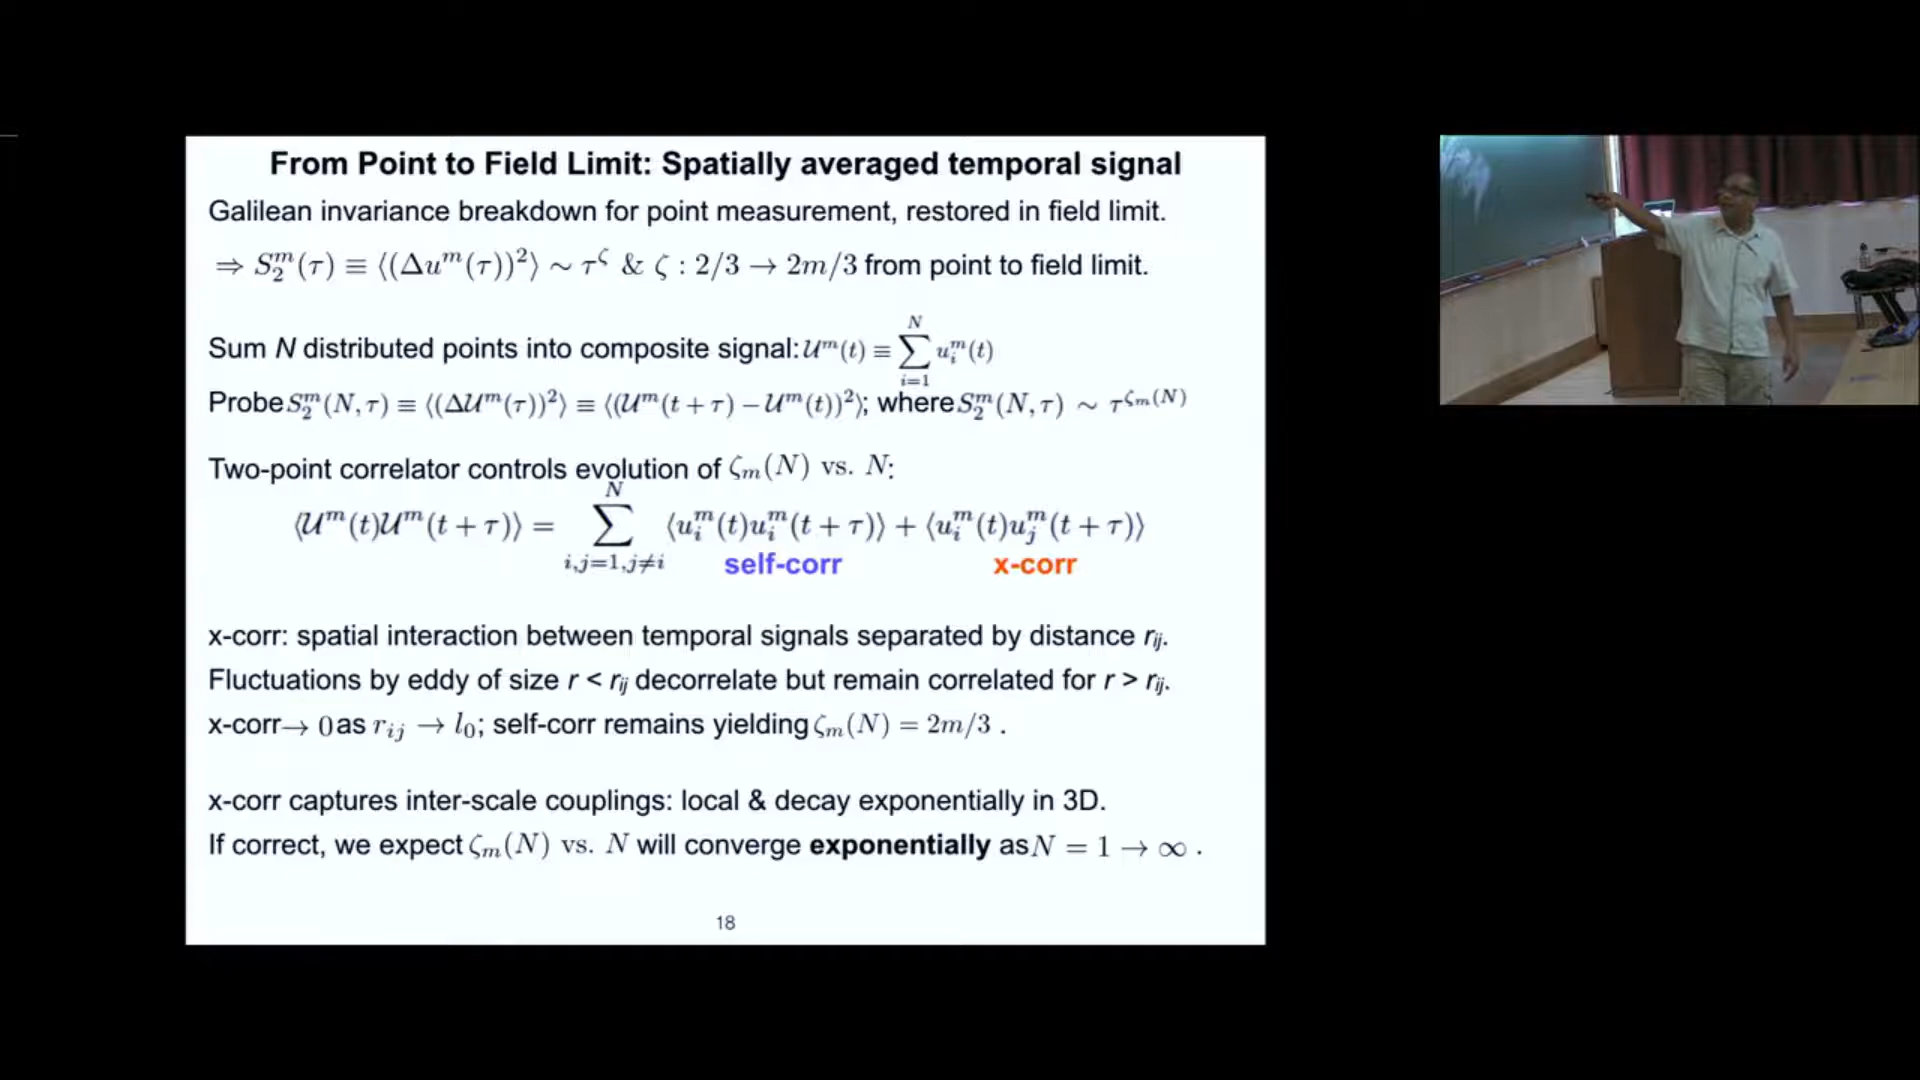 From Point to Field Limit: Spatially averaged temporal signal
Galilean invariance breakdown for point measurement, restored in field limit.
⇒ S₂ᵐ(τ) ≡ ⟨(Δuᵐ(τ))²⟩ ∼ τ^ζ & ζ : 2/3 → 2m/3 from point to field limit.
Sum N distributed points into composite signal: 𝒰ᵐ(t) ≡ ∑_{i=1}^{N} uᵢᵐ(t)
Probe S₂ᵐ(N, τ) ≡ ⟨(Δ𝒰ᵐ(τ))²⟩ ≡ ⟨(𝒰ᵐ(t + τ) − 𝒰ᵐ(t))²⟩; where S₂ᵐ(N, τ) ∼ τ^{ζₘ(N)}
Two-point correlator controls evolution of ζₘ(N) vs. N:
⟨𝒰ᵐ(t)𝒰ᵐ(t + τ)⟩ = ∑_{i,j=1,j≠i}^{N} ⟨uᵢᵐ(t)uᵢᵐ(t + τ)⟩ + ⟨uᵢᵐ(t)uⱼᵐ(t + τ)⟩
self-corr x-corr
x-corr: spatial interaction between temporal signals separated by distance rᵢⱼ.
Fluctuations by eddy of size r < rᵢⱼ decorrelate but remain correlated for r > rᵢⱼ.
x-corr → 0 as rᵢⱼ → l₀; self-corr remains yielding ζₘ(N) = 2m/3 .
x-corr captures inter-scale couplings: local & decay exponentially in 3D.
If correct, we expect ζₘ(N) vs. N will converge exponentially as N = 1 → ∞ .
18